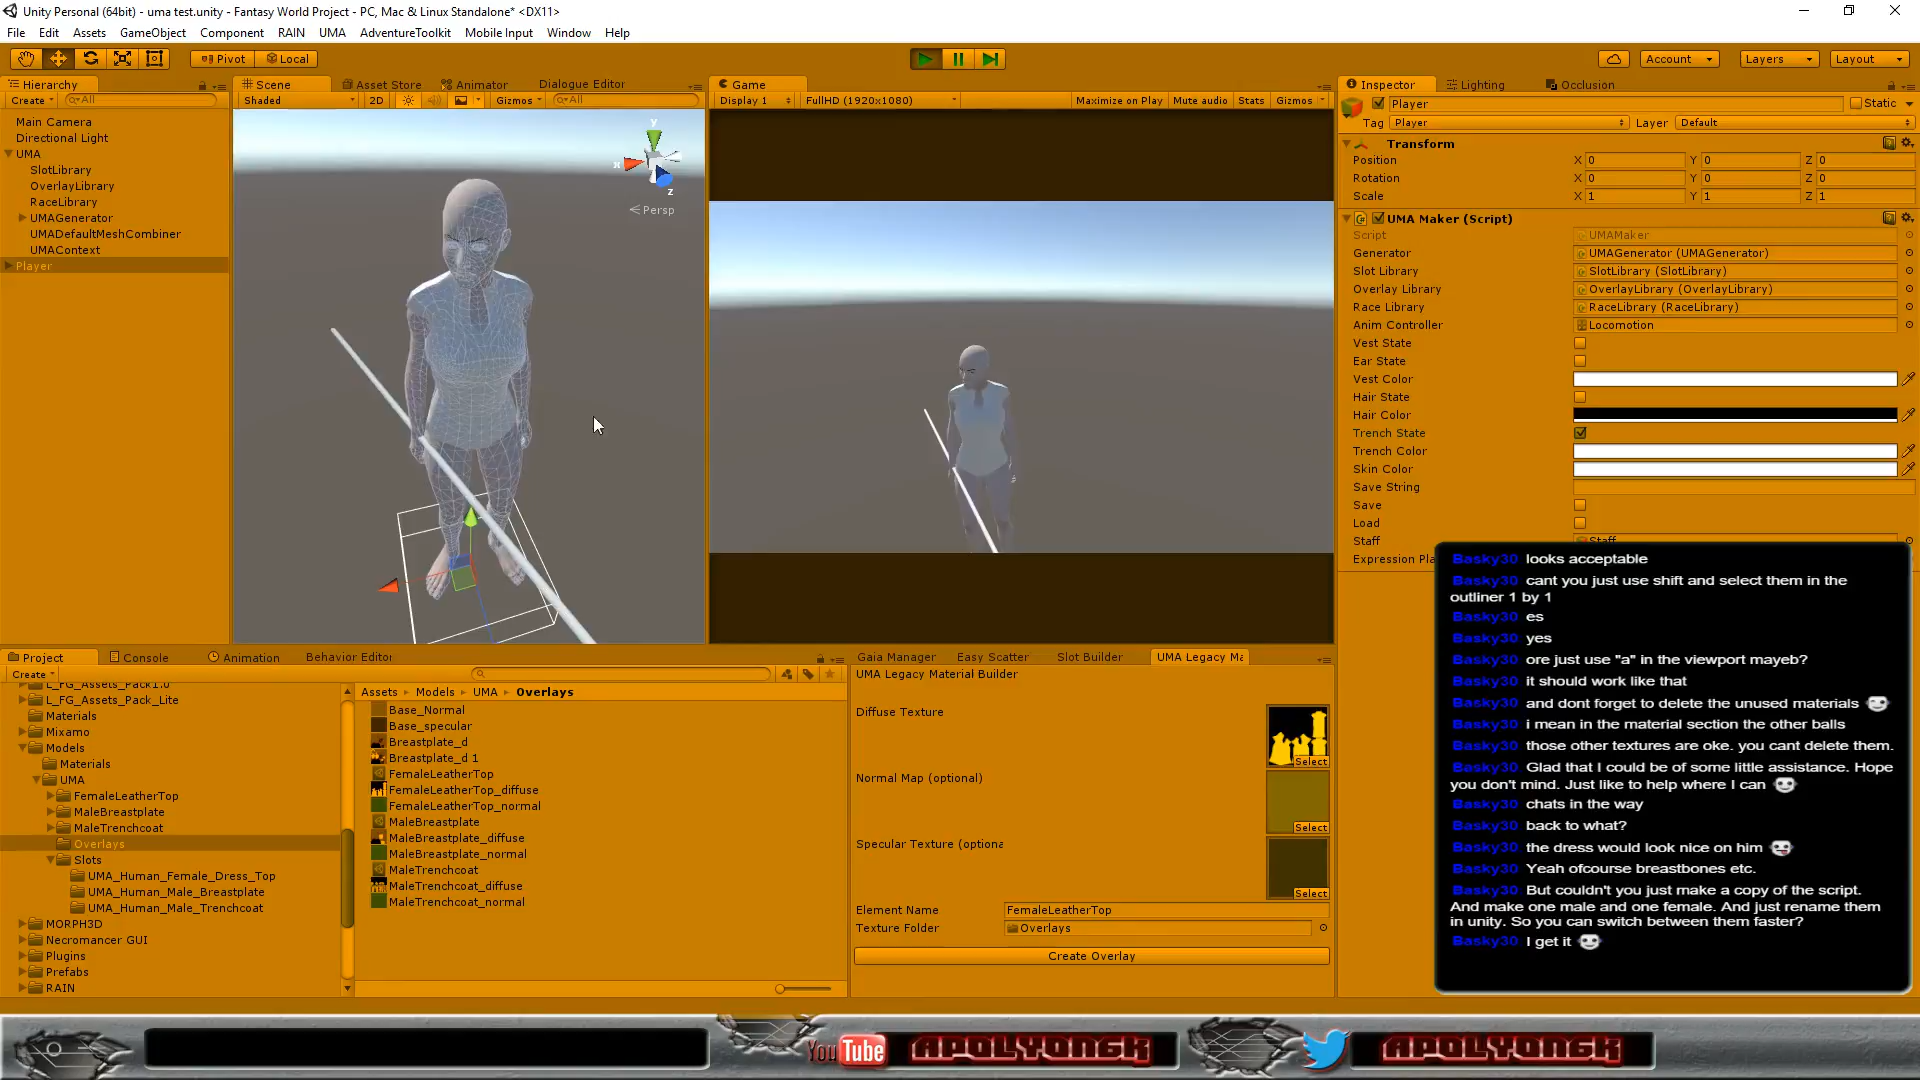 Unity Personal (64bit) - uma test.unity - Fantasy World Project - PC, Mac & Linux Standalone* <DX11>
File Edit Assets GameObject Component RAIN UMA AdventureToolkit Mobile Input Window Help
Pivot Local Account Layers Layout
Hierarchy Scene Asset Store Animator Dialogue Editor Game Inspector Lighting Occlusion
Create All Shaded 2D Gizmos All Display 1 FullHD (1920x1080) Maximize on Play Mute audio Stats Gizmos
Main Camera
Directional Light
UMA
SlotLibrary
OverlayLibrary
RaceLibrary
UMAGenerator
UMADefaultMeshCombiner
UMAContext
Player
y
x
z
Persp
Player Static
Tag Player Layer Default
Transform
Position X 0 Y 0 Z 0
Rotation X 0 Y 0 Z 0
Scale X 1 Y 1 Z 1
UMA Maker (Script)
Script UMAMaker
Generator UMAGenerator (UMAGenerator)
Slot Library SlotLibrary (SlotLibrary)
Overlay Library OverlayLibrary (OverlayLibrary)
Race Library RaceLibrary (RaceLibrary)
Anim Controller Locomotion
Vest State
Ear State
Vest Color
Hair State
Hair Color
Trench State
Trench Color
Skin Color
Save String
Save
Load
Staff Staff
Expression Pla
Basky30 looks acceptable
Basky30 cant you just use shift and select them in the
outliner 1 by 1
Basky30 es
Basky30 yes
Basky30 ore just use "a" in the viewport mayeb?
Basky30 it should work like that
Basky30 and dont forget to delete the unused materials
Basky30 i mean in the material section the other balls
Basky30 those other textures are oke. you cant delete them.
Basky30 Glad that I could be of some little assistance. Hope
you don't mind. Just like to help where I can
Basky30 chats in the way
Basky30 back to what?
Basky30 the dress would look nice on him
Basky30 Yeah ofcourse breastbones etc.
Basky30 But couldn't you just make a copy of the script.
And make one male and one female. And just rename them
in unity. So you can switch between them faster?
Basky30 I get it
Project Console Animation Behavior Editor
Create
L_FG_Assets_Pack1.0
L_FG_Assets_Pack_Lite
Materials
Mixamo
Models
Materials
UMA
FemaleLeatherTop
MaleBreastplate
MaleTrenchcoat
Overlays
Slots
UMA_Human_Female_Dress_Top
UMA_Human_Male_Breastplate
UMA_Human_Male_Trenchcoat
MORPH3D
Necromancer GUI
Plugins
Prefabs
RAIN
Assets Models UMA Overlays
Base_Normal
Base_specular
Breastplate_d
Breastplate_d 1
FemaleLeatherTop
FemaleLeatherTop_diffuse
FemaleLeatherTop_normal
MaleBreastplate
MaleBreastplate_diffuse
MaleBreastplate_normal
MaleTrenchcoat
MaleTrenchcoat_diffuse
MaleTrenchcoat_normal
Gaia Manager Easy Scatter Slot Builder UMA Legacy Ma
UMA Legacy Material Builder
Diffuse Texture
Select
Normal Map (optional)
Select
Specular Texture (optiona
Select
Element Name FemaleLeatherTop
Texture Folder Overlays
Create Overlay
YouTube APOLYONGK APOLYONGK